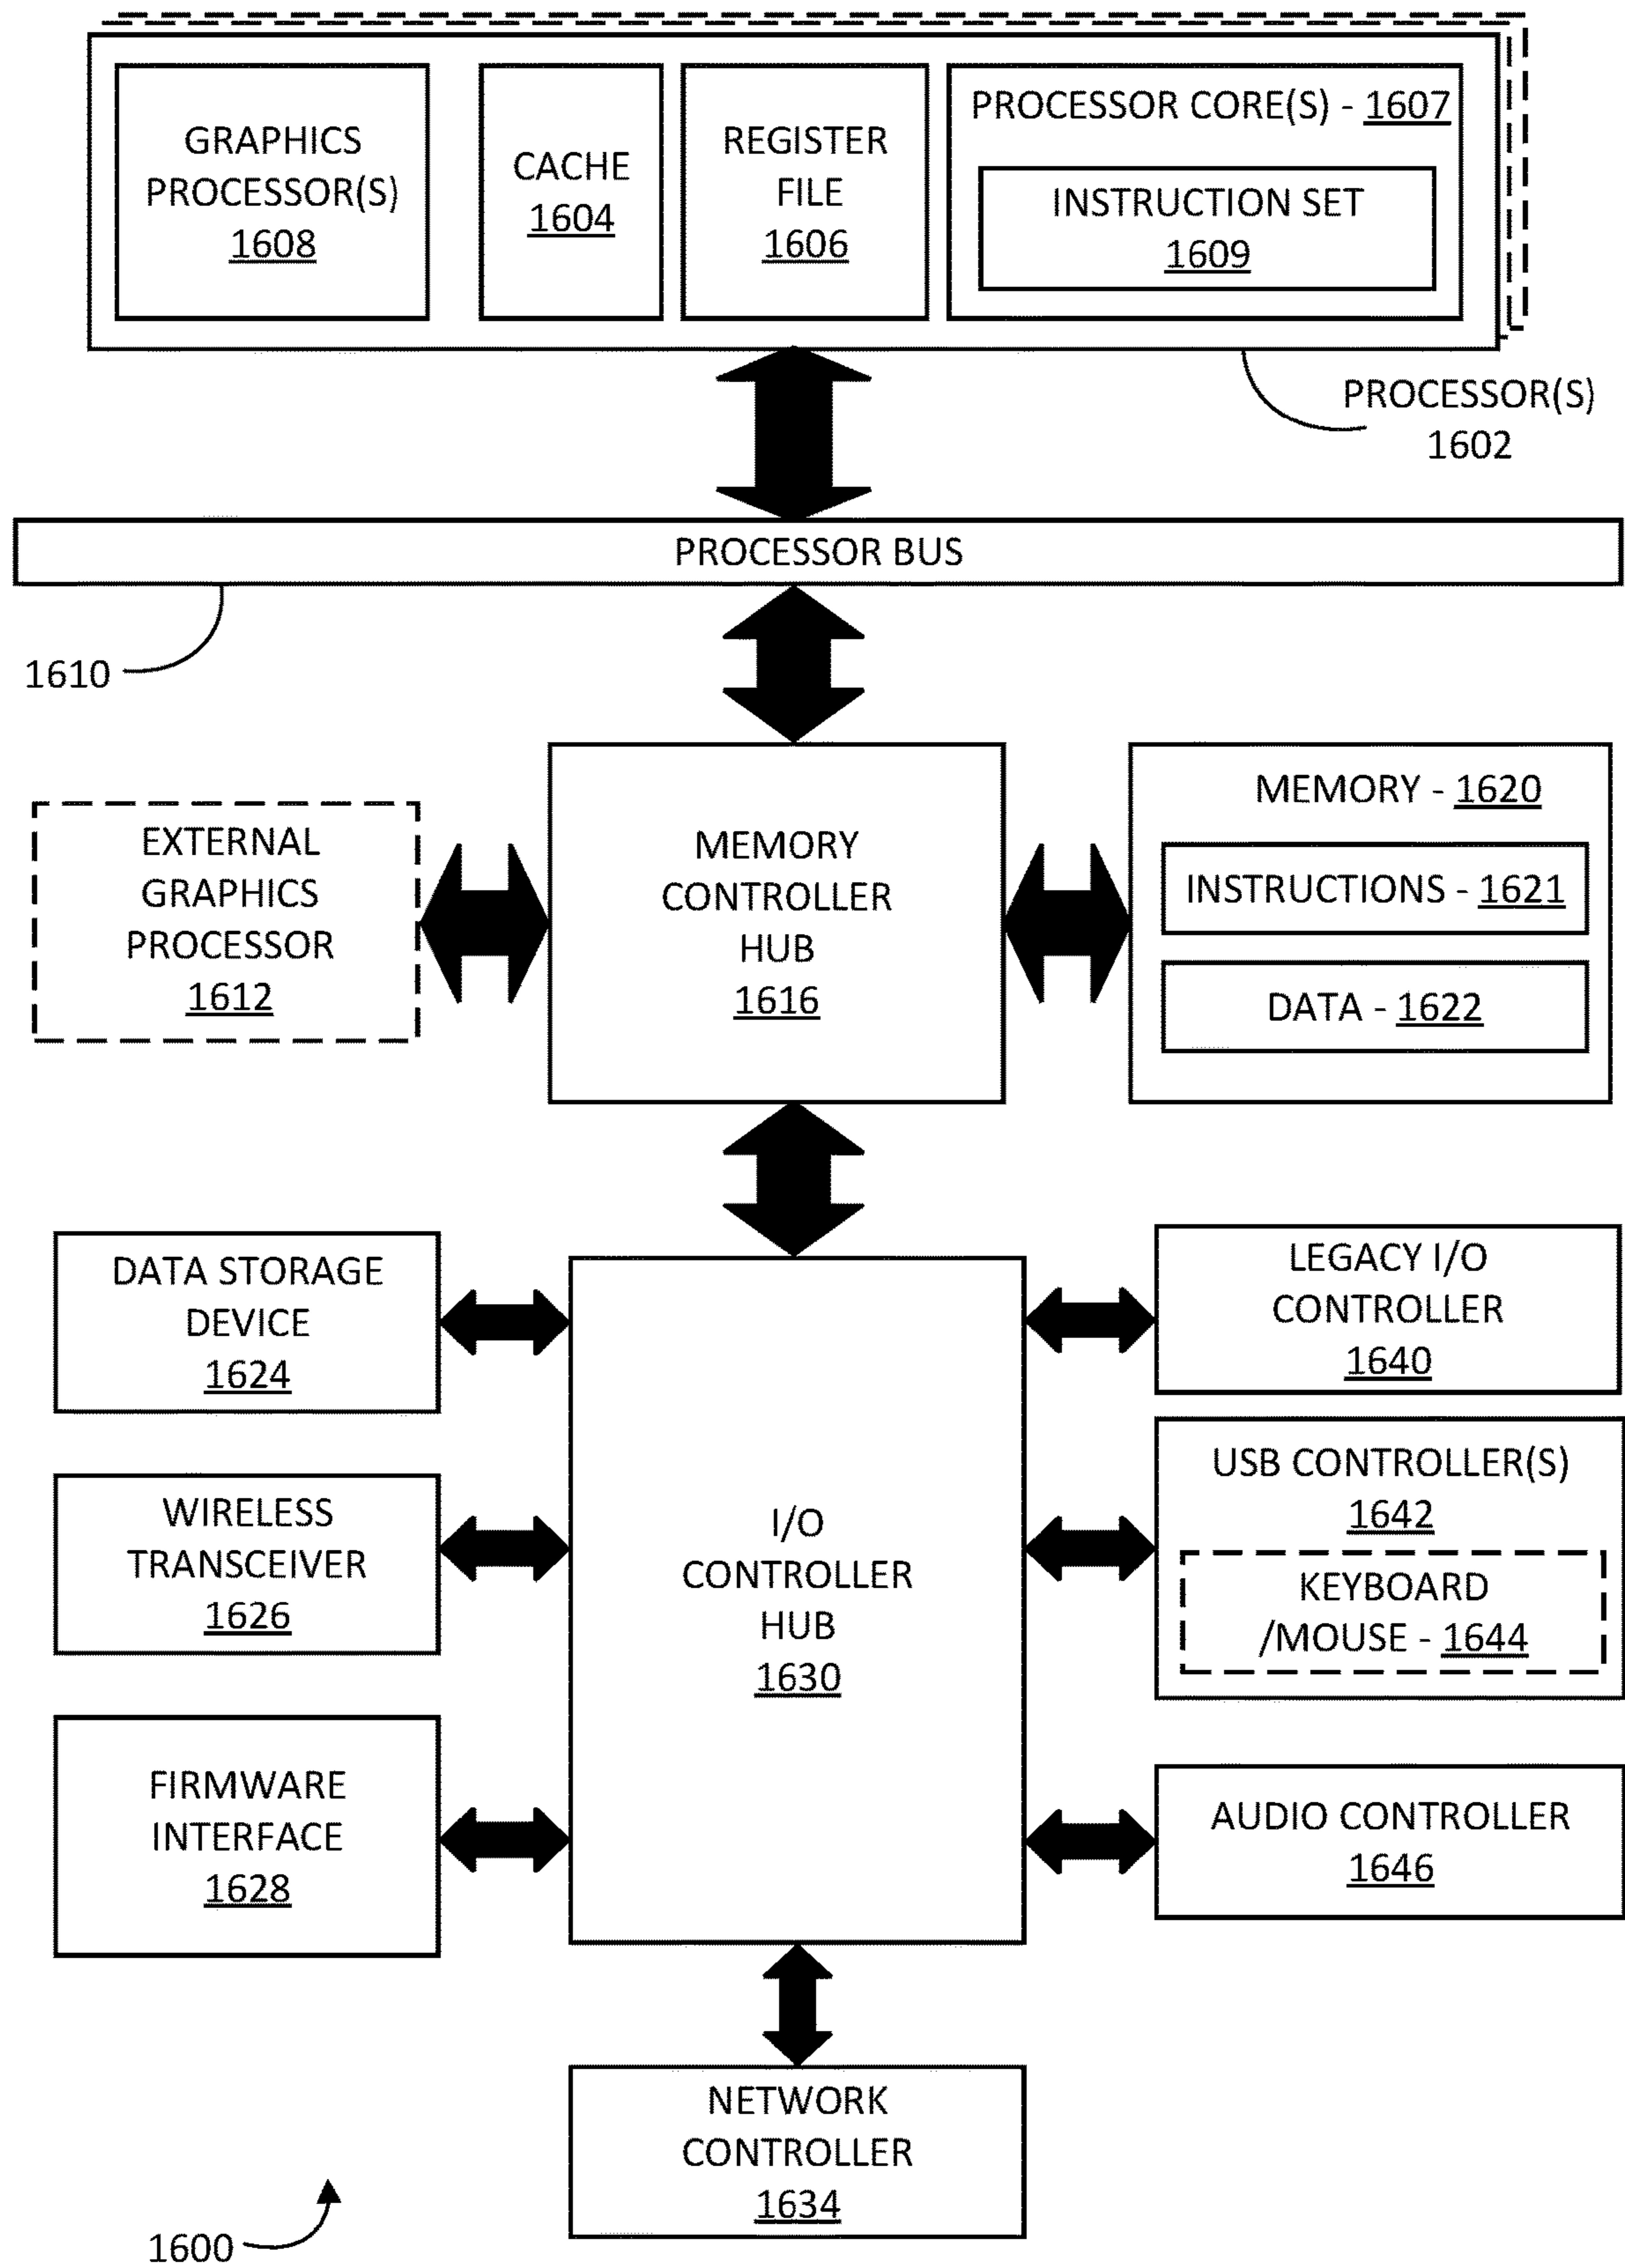 GRAPHICS
PROCESSOR(S)
1608
CACHE
1604
REGISTER
FILE
1606
PROCESSOR CORE(S) - 1607
INSTRUCTION SET
1609
PROCESSOR(S)
1602
PROCESSOR BUS
1610
EXTERNAL
GRAPHICS
PROCESSOR
1612
MEMORY
CONTROLLER
HUB
1616
MEMORY - 1620
INSTRUCTIONS - 1621
DATA - 1622
DATA STORAGE
DEVICE
1624
WIRELESS
TRANSCEIVER
1626
FIRMWARE
INTERFACE
1628
I/O
CONTROLLER
HUB
1630
LEGACY I/O
CONTROLLER
1640
USB CONTROLLER(S)
1642
KEYBOARD
/MOUSE - 1644
AUDIO CONTROLLER
1646
NETWORK
CONTROLLER
1634
1600